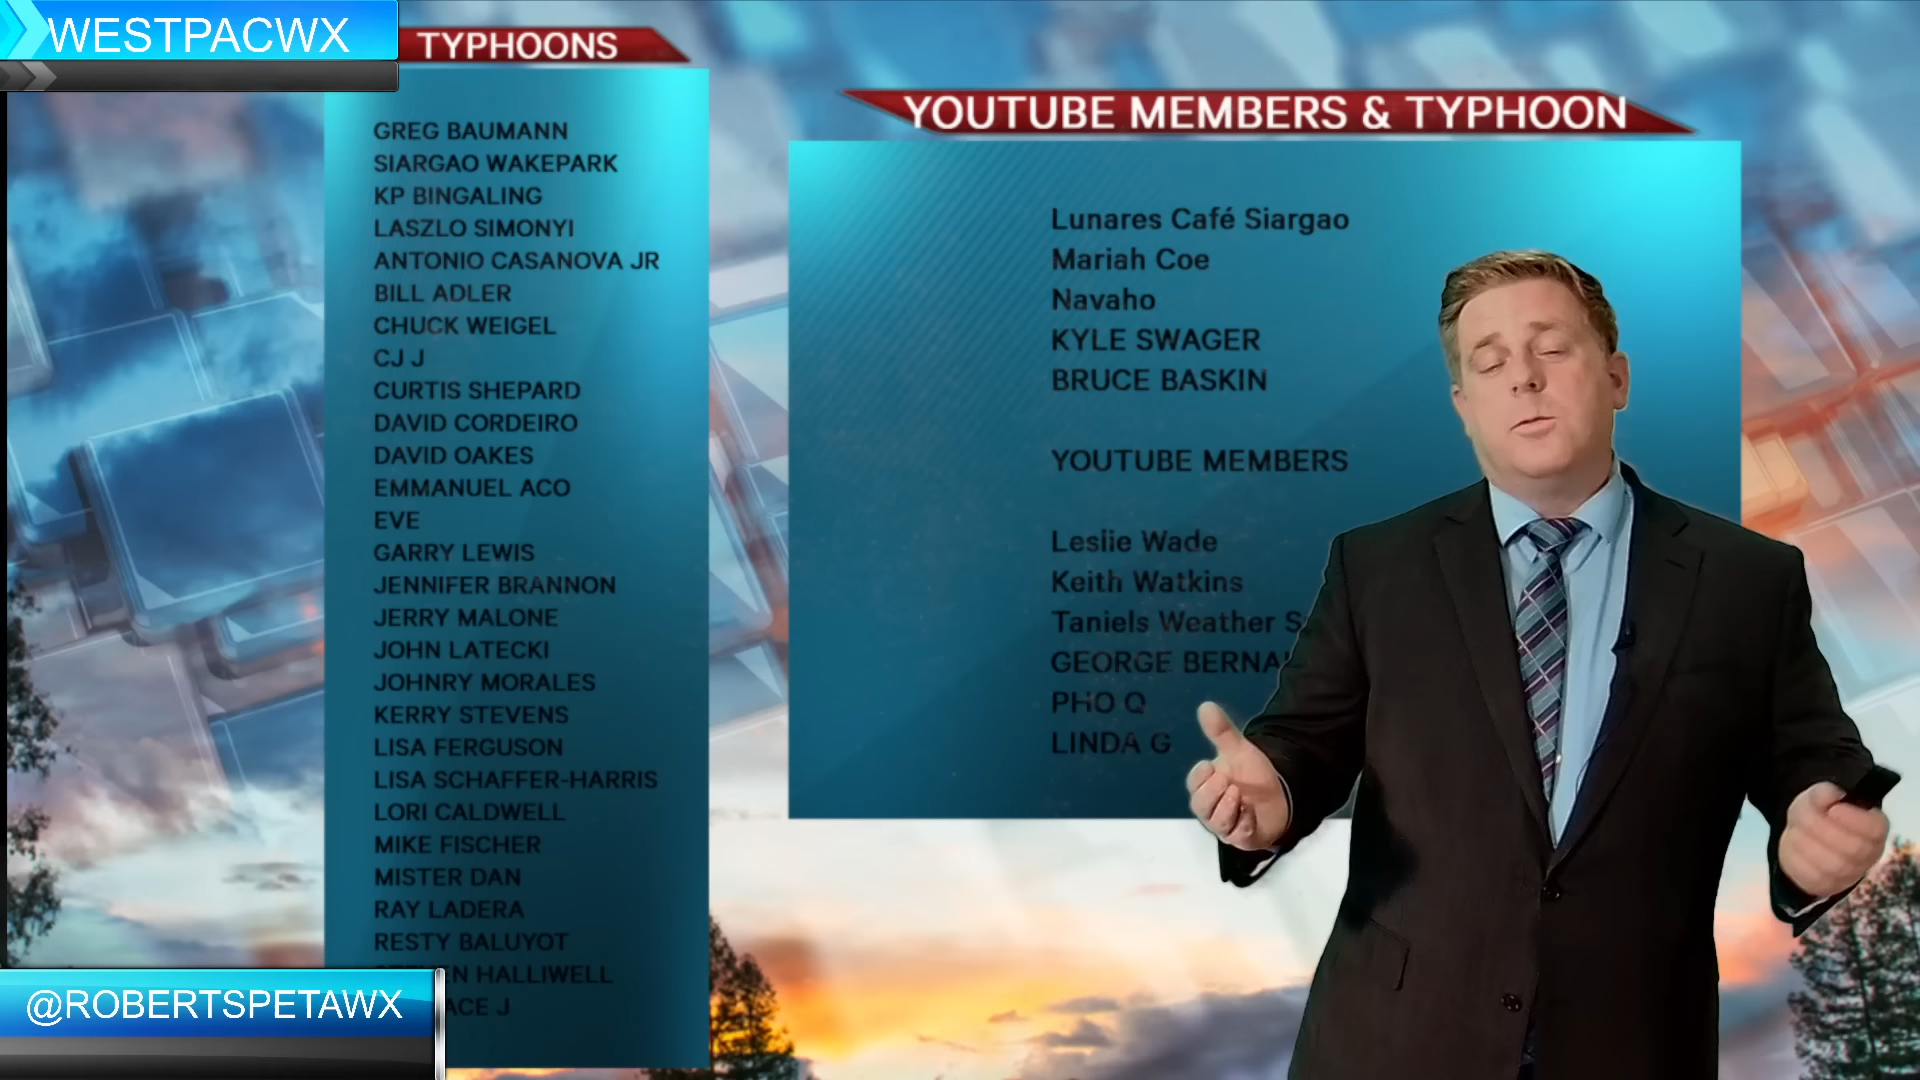 WESTPACWX
TYPHOONS
GREG BAUMANN
SIARGAO WAKEPARK
KP BINGALING
LASZLO SIMONYI
ANTONIO CASANOVA JR
BILL ADLER
CHUCK WEIGEL
CJ J
CURTIS SHEPARD
DAVID CORDEIRO
DAVID OAKES
EMMANUEL ACO
EVE
GARRY LEWIS
JENNIFER BRANNON
JERRY MALONE
JOHN LATECKI
JOHNRY MORALES
KERRY STEVENS
LISA FERGUSON
LISA SCHAFFER-HARRIS
LORI CALDWELL
MIKE FISCHER
MISTER DAN
RAY LADERA
RESTY BALUYOT
HALLIWELL
J
@ROBERTSPETAWX
YOUTUBE MEMBERS & TYPHOON
Lunares Café Siargao
Mariah Coe
Navaho
KYLE SWAGER
BRUCE BASKIN
YOUTUBE MEMBERS
Leslie Wade
Keith Watkins
Taniels Weather
GEORGE
PHO Q
LINDA G